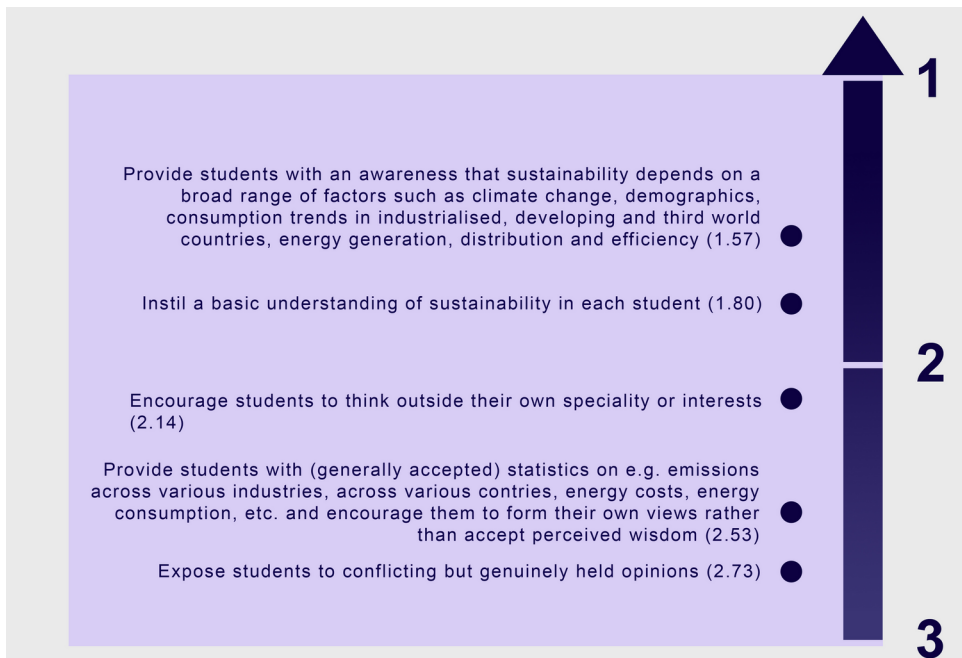 1
Provide students with an awareness that sustainability depends on a
broad range of factors such as climate change, demographics,
consumption trends in industrialised, developing and third world
countries, energy generation, distribution and efficiency (1.57)
Instil a basic understanding of sustainability in each student (1.80)
2
Encourage students to think outside their own speciality or interests
(2.14)
Provide students with (generally accepted) statistics on e.g. emissions
across various industries, across various contries, energy costs, energy
consumption, etc. and encourage them to form their own views rather
than accept perceived wisdom (2.53)
Expose students to conflicting but genuinely held opinions (2.73)
3